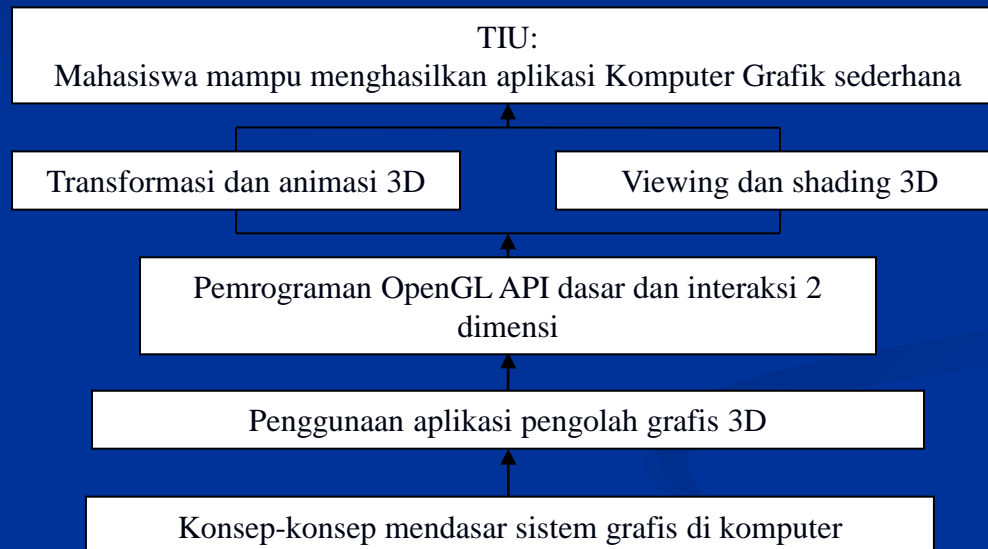 TIU:
Mahasiswa mampu menghasilkan aplikasi Komputer Grafik sederhana
Transformasi dan animasi 3D
Viewing dan shading 3D
Pemrograman OpenGL API dasar dan interaksi 2
dimensi
Penggunaan aplikasi pengolah grafis 3D
Konsep-konsep mendasar sistem grafis di komputer